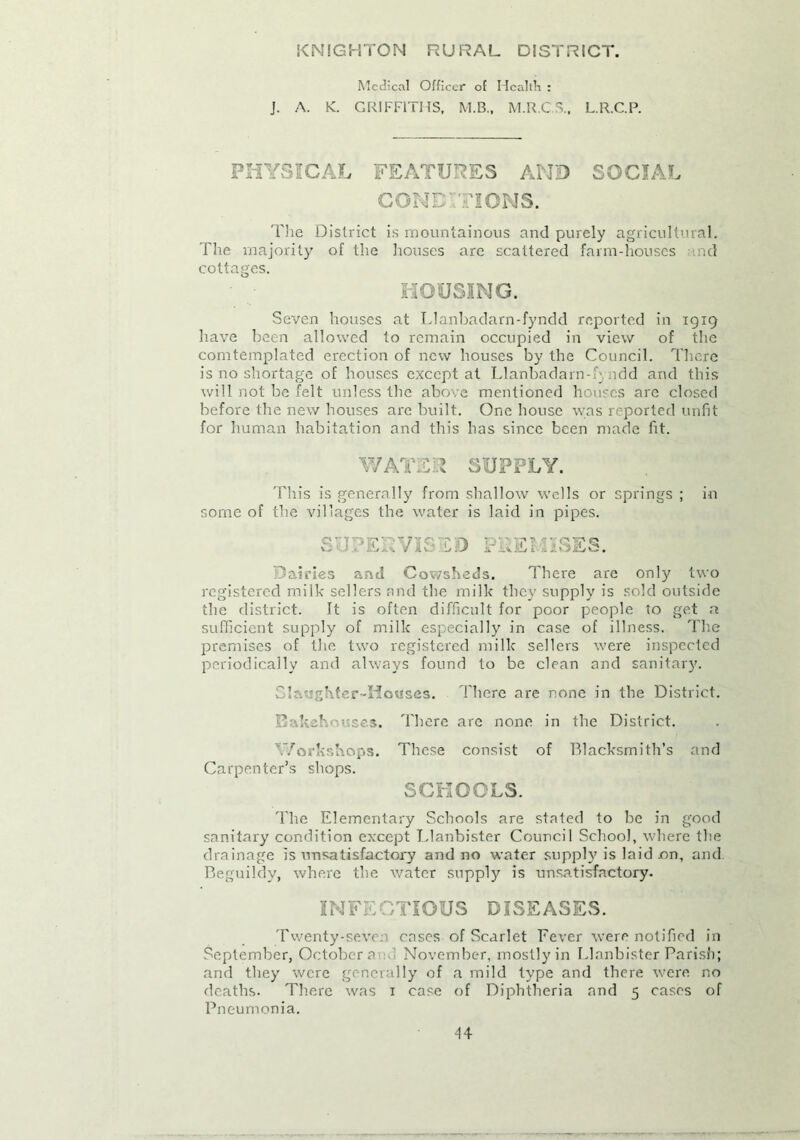 KNIGHTON RURAL DISTRICT.
Medical Officer of Health :
J. A. K. GRIFFITHS, M.B., M.R.C.S., L.R.C.P.
PHYSICAL FEATURES AND SOCIAL
CONDITIONS.
The District is mountainous and purely agricultural.
The majority of the houses are scattered farm-houses and
cottages.
HOUSING.
Seven houses at Llanbadarn-fyndd reported in 1919
have been allowed to remain occupied in view of the
comtemplated erection of new houses by the Council. There
is no shortage of houses except at Llanbadarn-fyndd and this
will not be felt unless the above mentioned houses are closed
before the new houses are built. One house was reported unfit
for human habitation and this has since been made fit.
WATER SUPPLY.
This is generally from shallow wells or springs ; in
some of the villages the water is laid in pipes.
SUPERVISED PREMISES.
Dairies and Cowsheds. There are only two
registered milk sellers and the milk they supply is sold outside
the district. It is often difficult for poor people to get a
sufficient supply of milk especially in case of illness. The
premises of the two registered milk sellers were inspected
periodically and always found to be clean and sanitary.
Slaughter-Houses. There are none in the District.
Bakehouses. There are none in the District.
Workshops. These consist of Blacksmith's and
Carpenter's shops.
SCHOOLS.
The Elementary Schools are stated to be in good
sanitary condition except Llanbister Council School, where the
drainage is unsatisfactory and no water supply is laid on, and
Beguildy, where the water supply is unsatisfactory.
INFECTIOUS DISEASES.
Twenty-seven cases of Scarlet Fever were notified in
September, October and November, mostly in Llanbister Parish;
and they were generally of a mild type and there were no
deaths. There was 1 case of Diphtheria and 5 cases of
Pneumonia.
44